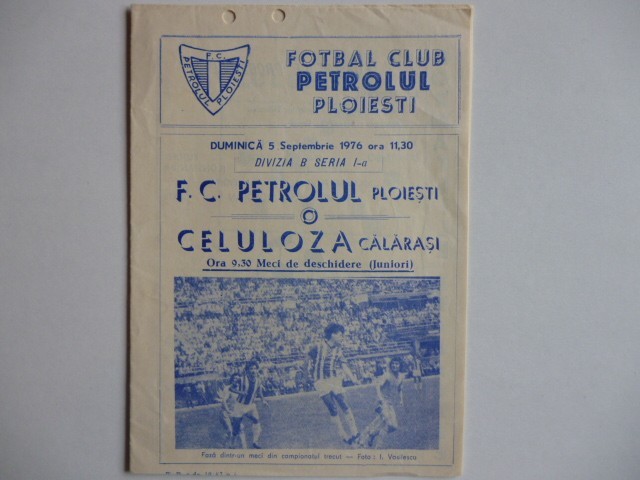 F.C.
PETROLUL PLOIEȘTI
FOTBAL CLUB
PETROLUL
PLOIEȘTI
DUMINICĂ 5 Septembrie 1976 ora 11,30
DIVIZIA B SERIA I-a
F. C. PETROLUL PLOIEȘTI
CELULOZA CĂLĂRAȘI
Ora 9,30 Meci de deschidere (Juniori)
Fază dintr-un meci din campionatul trecut — Foto: I. Vasilescu